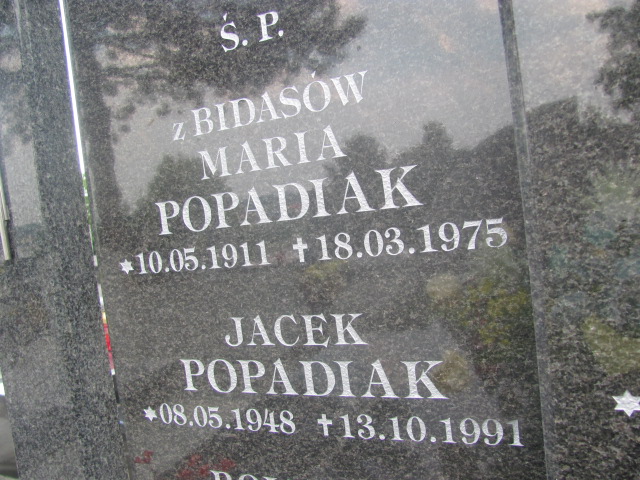 Ś. P.
z BIDASÓW
MARIA
POPADIAK
*10.05.1911 ✝18.03.1975
JACEK
POPADIAK
*08.05.1948 ✝13.10.1991